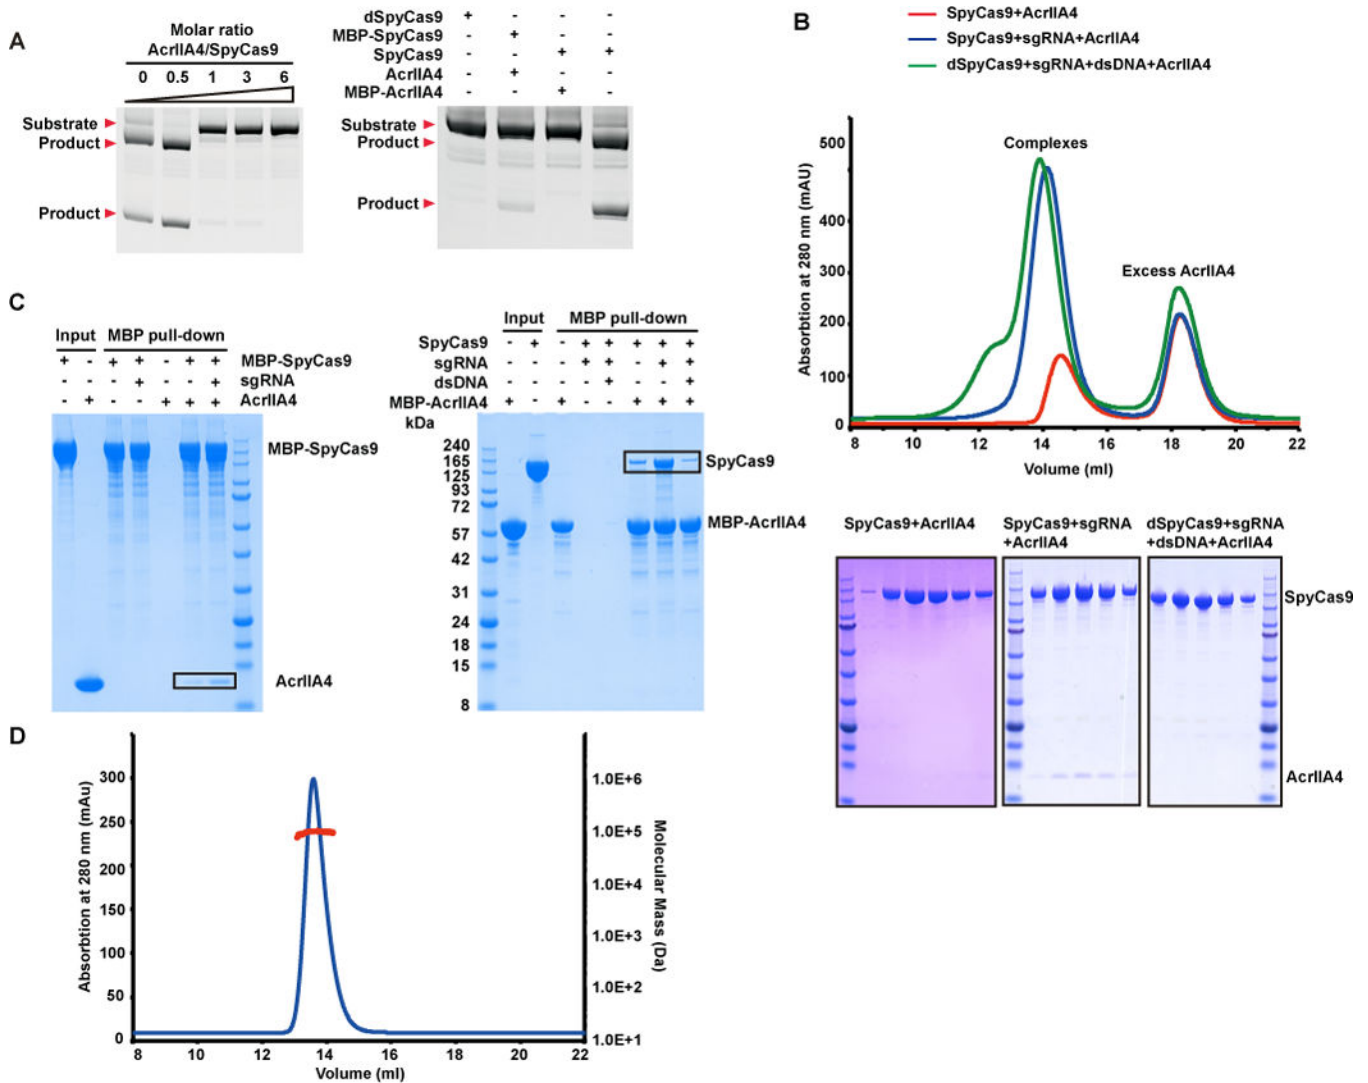 A
Molar ratio
AcrIIA4/SpyCas9
0 0.5 1 3 6
Substrate
Product
Product
dSpyCas9 + - - -
MBP-SpyCas9 - + - -
SpyCas9 - - + +
AcrIIA4 - + - -
MBP-AcrIIA4 - - + -
Substrate
Product
Product
B
SpyCas9+AcrIIA4
SpyCas9+sgRNA+AcrIIA4
dSpyCas9+sgRNA+dsDNA+AcrIIA4
Absorbtion at 280 nm (mAU)
500
400
300
200
100
0
Complexes
Excess AcrIIA4
8 10 12 14 16 18 20 22
Volume (ml)
SpyCas9+AcrIIA4
SpyCas9+sgRNA
+AcrIIA4
dSpyCas9+sgRNA
+dsDNA+AcrIIA4
SpyCas9
AcrIIA4
C
Input MBP pull-down
+ - + + - + + MBP-SpyCas9
- - - + - - + sgRNA
- + - - + + + AcrIIA4
MBP-SpyCas9
AcrIIA4
Input MBP pull-down
SpyCas9 - + - + + + + +
sgRNA - - - + + - + +
dsDNA - - - - + - - +
MBP-AcrIIA4 + - + - - + + +
kDa
240
165
125
93
72
57
42
31
24
18
15
8
SpyCas9
MBP-AcrIIA4
D
Absorbtion at 280 nm (mAu)
300
250
200
150
100
50
0
8 10 12 14 16 18 20 22
Volume (ml)
1.0E+6
1.0E+5
1.0E+4
1.0E+3
1.0E+2
1.0E+1
Molecular Mass (Da)